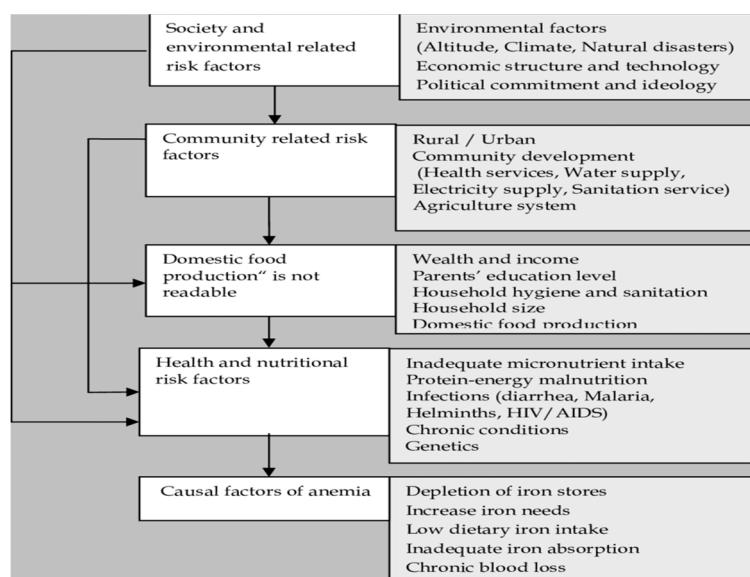 Society and
environmental related
risk factors
Environmental factors
(Altitude, Climate, Natural disasters)
Economic structure and technology
Political commitment and ideology
Community related risk
factors
Rural / Urban
Community development
(Health services, Water supply,
Electricity supply, Sanitation service)
Agriculture system
Domestic food
production“ is not
readable
Wealth and income
Parents’ education level
Household hygiene and sanitation
Household size
Domestic food production
Health and nutritional
risk factors
Inadequate micronutrient intake
Protein-energy malnutrition
Infections (diarrhea, Malaria,
Helminths, HIV/AIDS)
Chronic conditions
Genetics
Causal factors of anemia
Depletion of iron stores
Increase iron needs
Low dietary iron intake
Inadequate iron absorption
Chronic blood loss